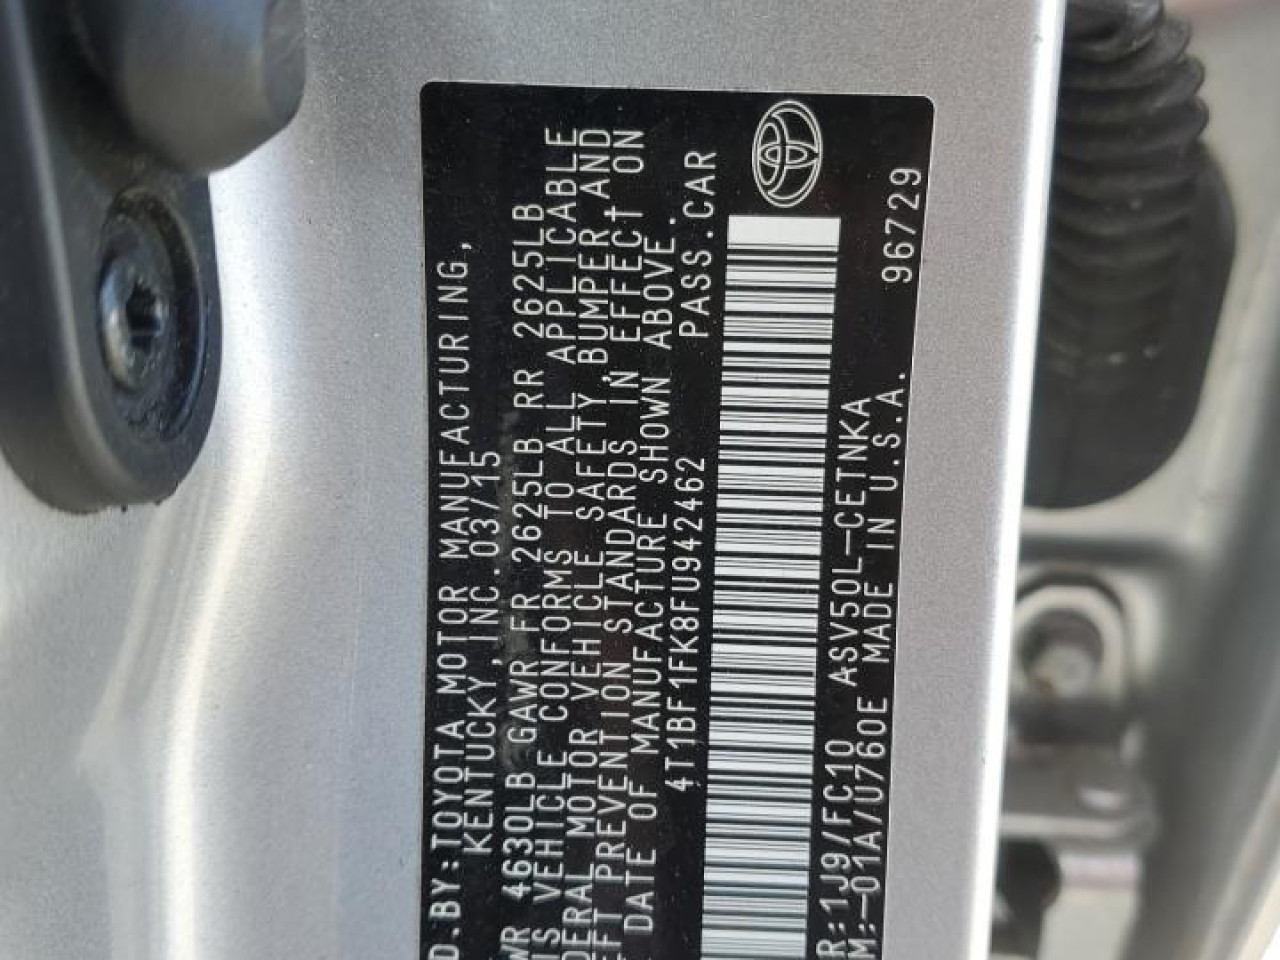 D.BY:TOYOTA MOTOR MANUFACTURING,
KENTUCKY, INC. 03/15
WR 4630LB GAWR FR 2625LB RR 2625LB
IS VEHICLE CONFORMS TO ALL APPLICABLE
DERAL MOTOR VEHICLE SAFETY, BUMPER, AND
EFT PREVENTION STANDARDS IN EFFECT ON
DATE OF MANUFACTURE SHOWN ABOVE.
4T1BF1FK8FU942462 PASS.CAR
R:1J9/FC10 ASV50L-CETNKA
M:-01A/U760E MADE IN U.S.A. 96729